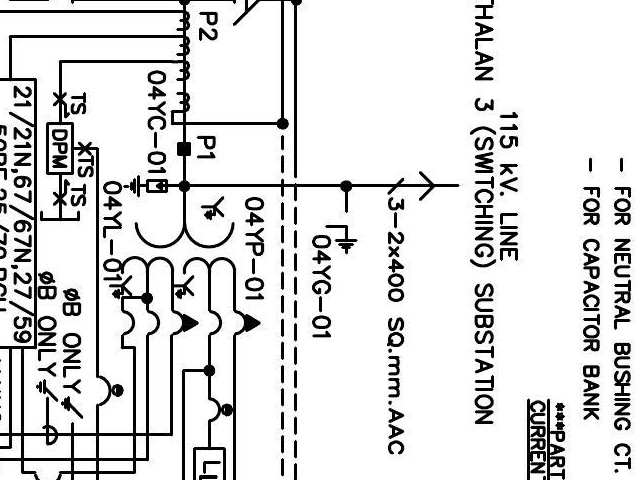 – FOR NEUTRAL BUSHING CT.
– FOR CAPACITOR BANK
***PART
CURREN
115 kV. LINE
THALAN 3 (SWITCHING) SUBSTATION
3-2x400 SQ.mm.AAC
04YG-01
04YP-01
P2
P1
04YC-01
04YL-01
TS
TS
TS
DPM
ØB ONLY
ØB ONLY
21/21N,67/67N,27/59